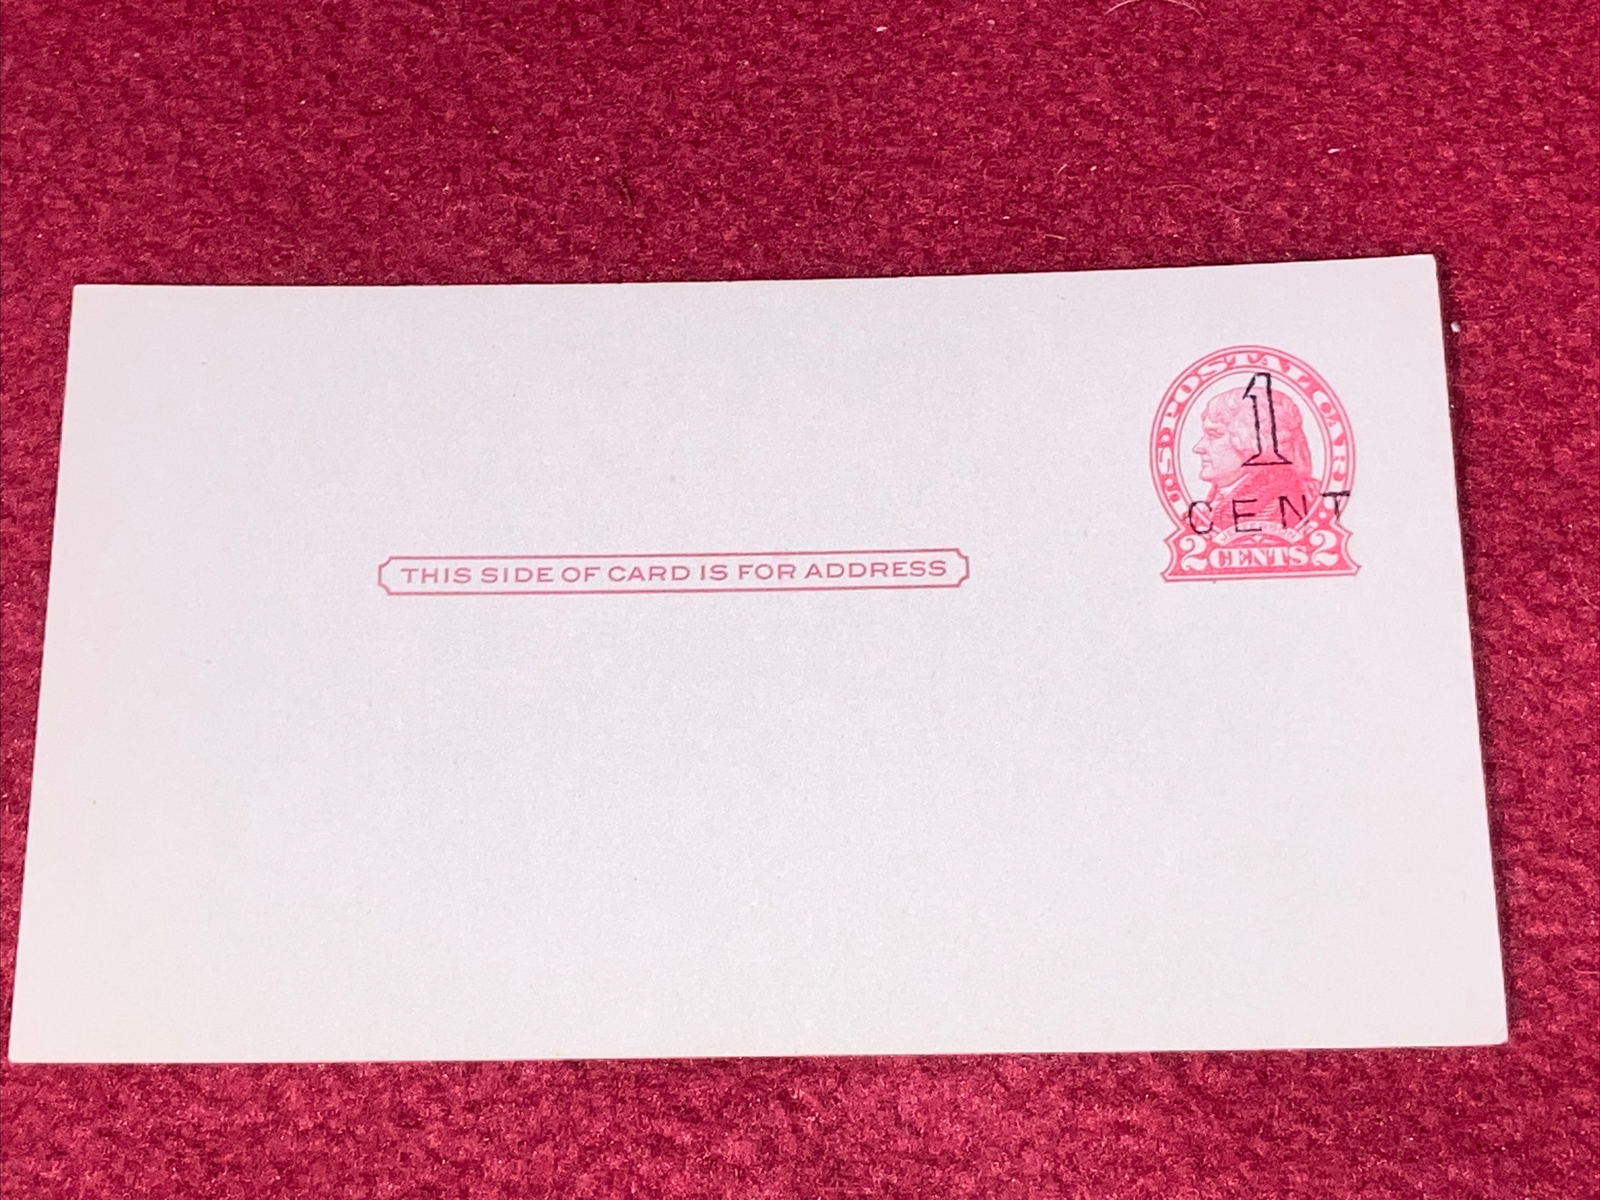 U.S. POSTAL CARD
1
CENT
JEFFERSON
2 CENTS 2
THIS SIDE OF CARD IS FOR ADDRESS